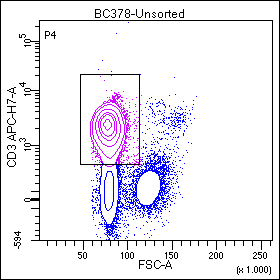 BC378-Unsorted
P4
CD3 APC-H7-A
10^5
10^4
10^3
0
-594
50 100 150 200 250
FSC-A
(x 1.000)